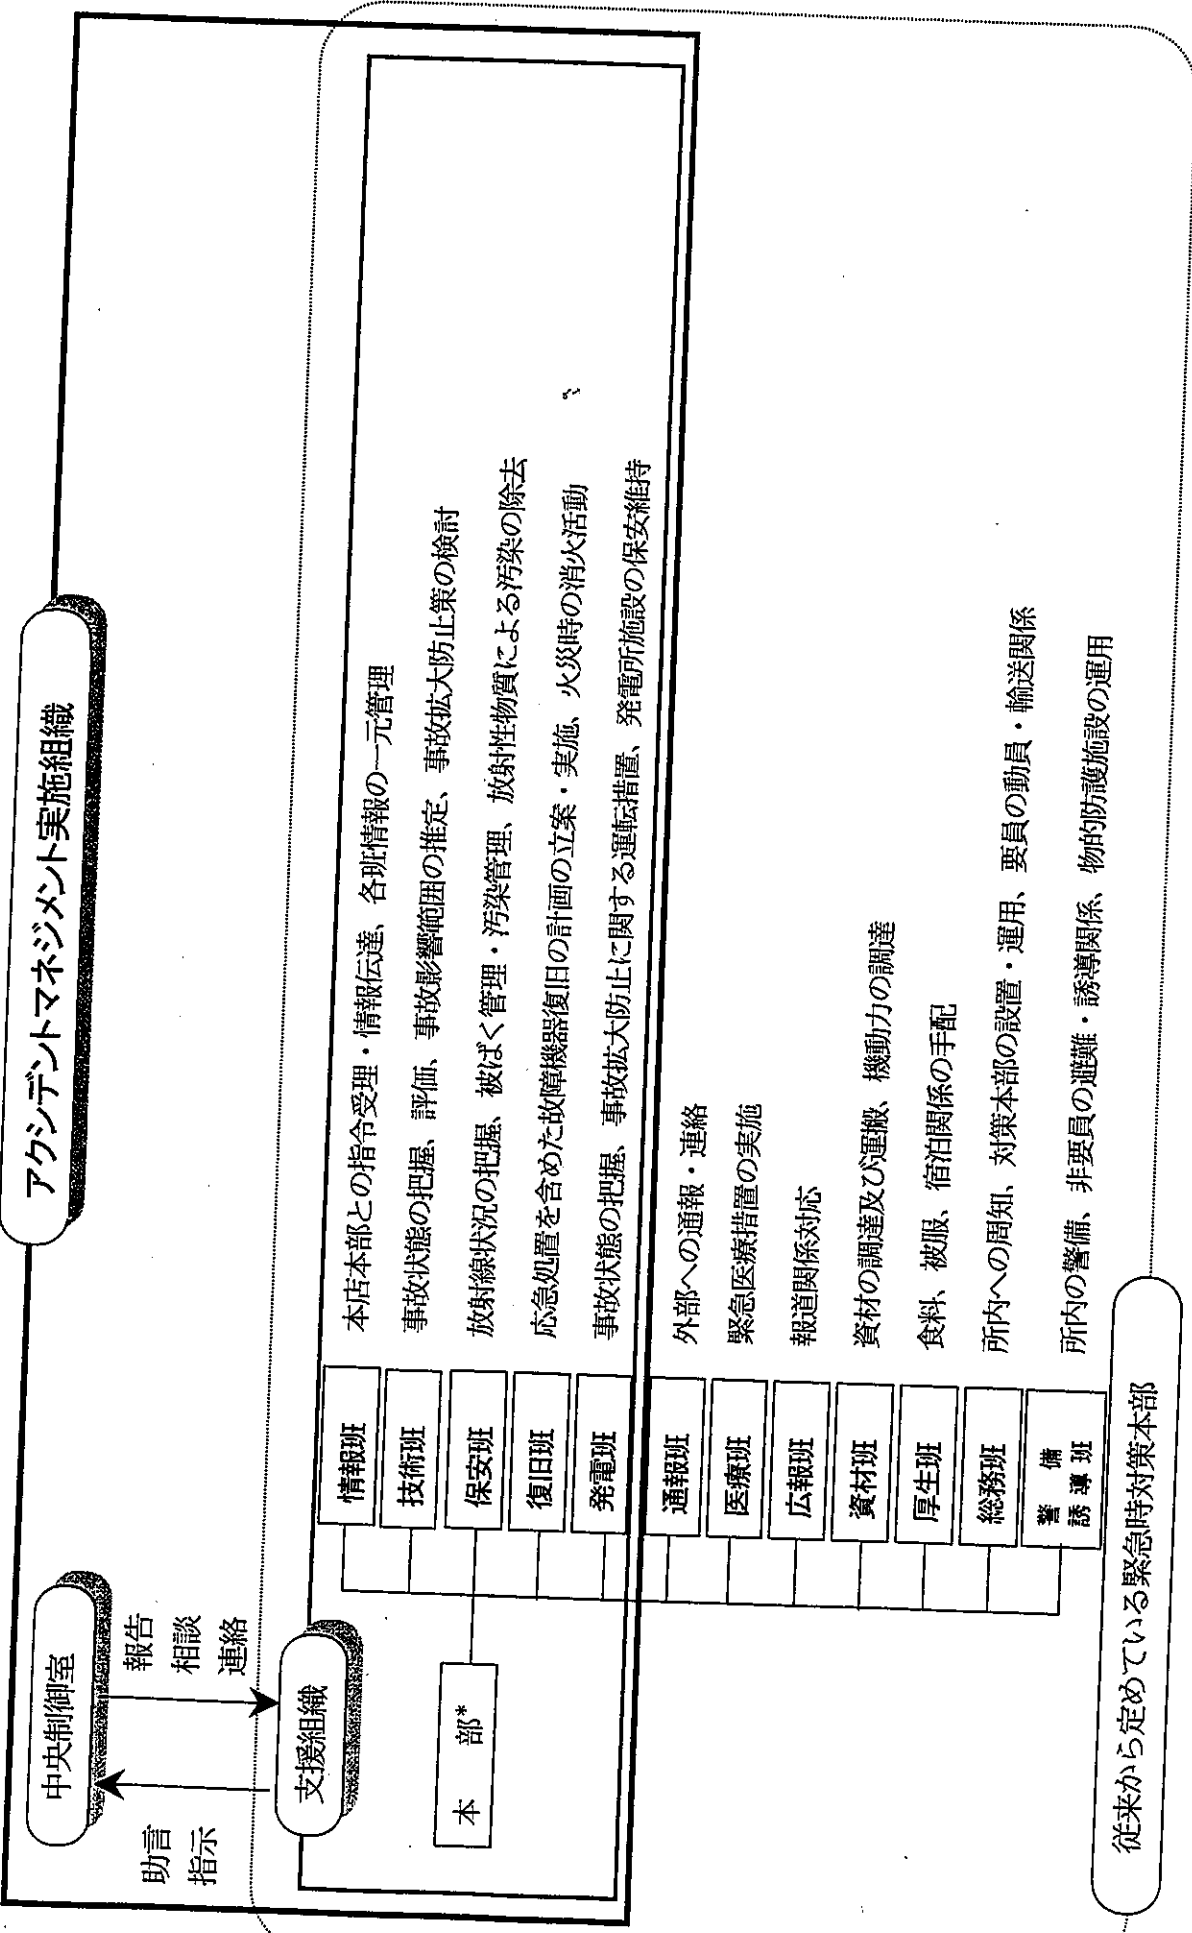 アクシデントマネジメント実施組織
中央制御室
報告
相談
連絡
助言
指示
支援組織
本　部*
情報班 本店本部との指令受理・情報伝達、各班情報の一元管理
技術班 事故状態の把握、評価、事故影響範囲の推定、事故拡大防止策の検討
保安班 放射線状況の把握、被ばく管理・汚染管理、放射性物質による汚染の除去
復旧班 応急処置を含めた故障機器復旧の計画の立案・実施、火災時の消火活動
発電班 事故状態の把握、事故拡大防止に関する運転措置、発電所施設の保安維持
通報班 外部への通報・連絡
医療班 緊急医療措置の実施
広報班 報道関係対応
資材班 資材の調達及び運搬、機動力の調達
厚生班 食料、被服、宿泊関係の手配
総務班 所内への周知、対策本部の設置・運用、要員の動員・輸送関係
警備
誘導班 所内の警備、非要員の避難・誘導関係、物的防護施設の運用
従来から定めている緊急時対策本部